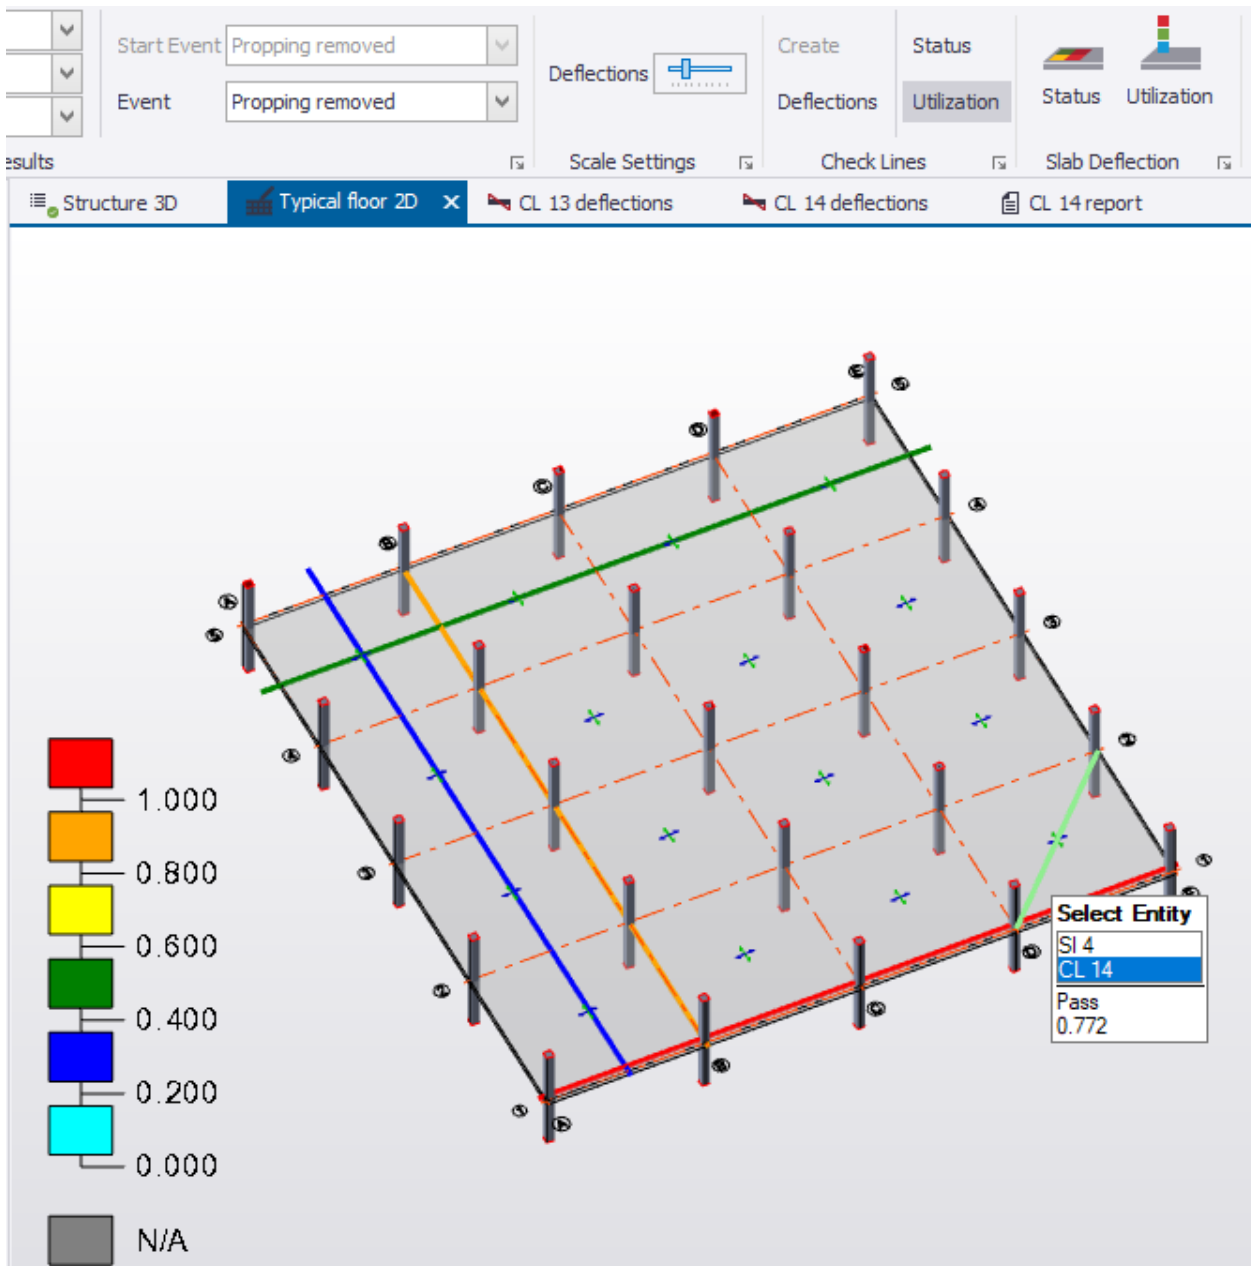 Start Event Propping removed
Event Propping removed
esults
Deflections
Scale Settings
Create
Deflections
Status
Utilization
Check Lines
Status
Utilization
Slab Deflection
Structure 3D
Typical floor 2D X
CL 13 deflections
CL 14 deflections
CL 14 report
1.000
0.800
0.600
0.400
0.200
0.000
N/A
Select Entity
SI 4
CL 14
Pass
0.772